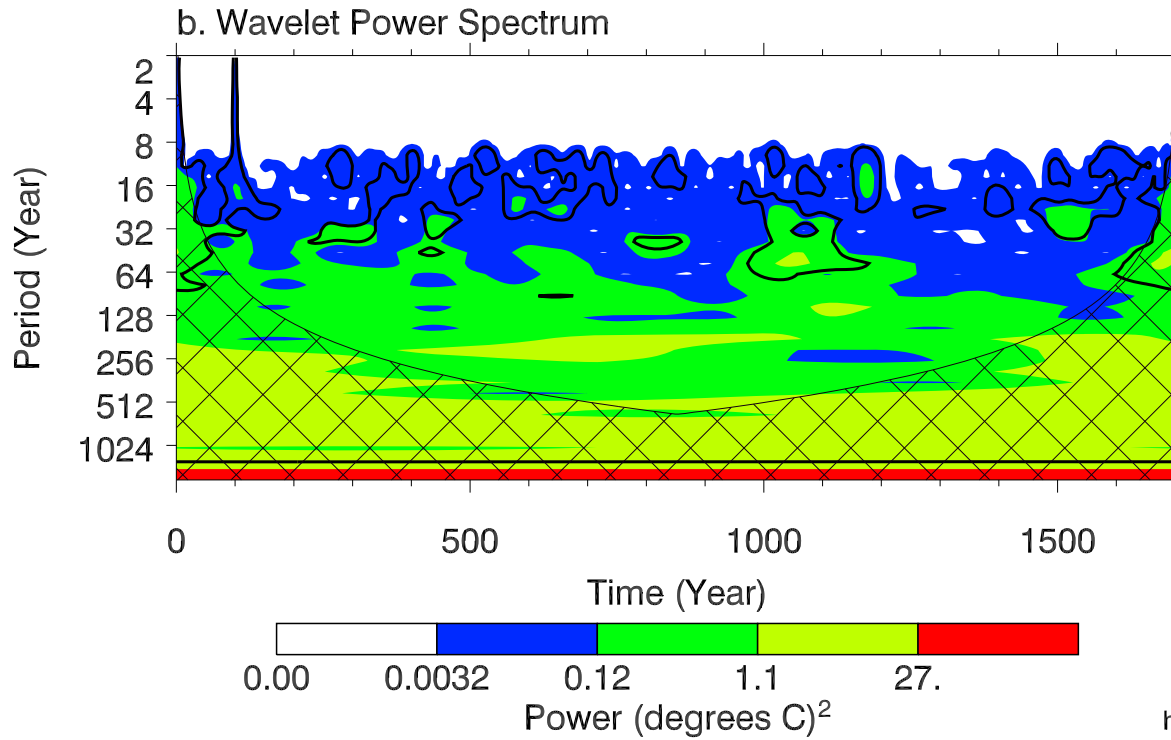 b. Wavelet Power Spectrum
2
4
8
16
32
64
128
256
512
1024
Period (Year)
0 500 1000 1500
Time (Year)
0.00 0.0032 0.12 1.1 27.
Power (degrees C)²